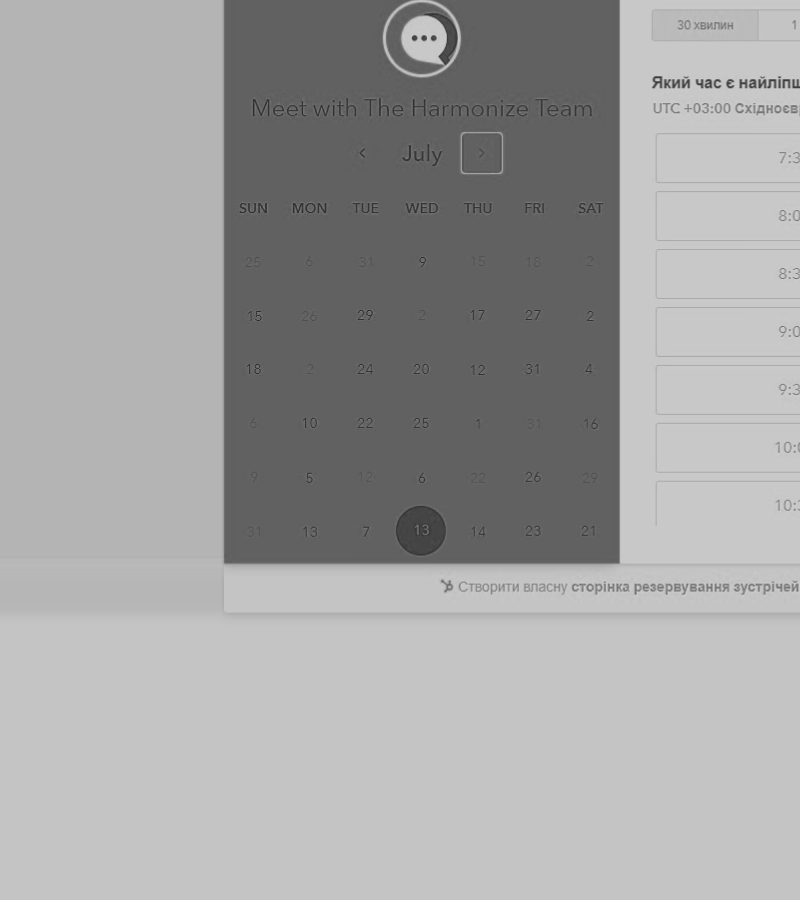 30 хвилин 1
Meet with The Harmonize Team
Який час є найліпш
UTC +03:00 Східноєв
July
SUN MON TUE WED THU FRI SAT
25 6 31 9 15 18 2
15 26 29 2 17 27 2
18 2 24 20 12 31 4
6 10 22 25 1 31 16
9 5 12 6 22 26 29
31 13 7 13 14 23 21
7:3
8:0
8:3
9:0
9:3
10:0
10:3
Створити власну сторінка резервування зустрічей